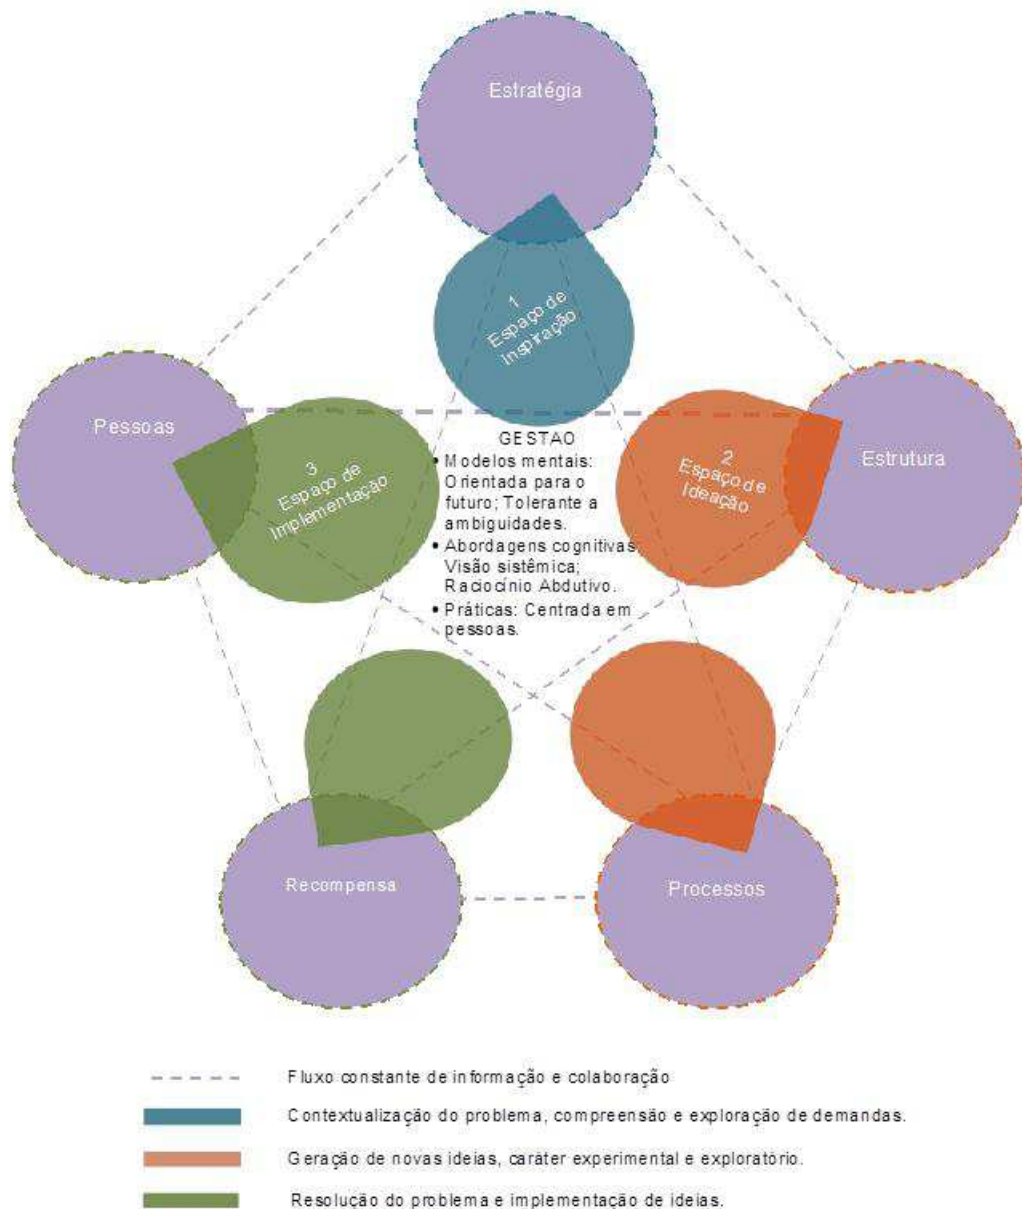 Estratégia
1
Espaço de
Inspiração
Pessoas
3
Espaço de
Implementação
GESTAO
• Modelos mentais:
Orientada para o
futuro; Tolerante a
ambiguidades.
• Abordagens cognitivas
Visão sistêmica;
Raciocínio Abdutivo.
• Práticas: Centrada em
pessoas.
2
Espaço de
Ideação
Estrutura
Recompensa
Processos
Fluxo constante de informação e colaboração
Contextualização do problema, compreensão e exploração de demandas.
Geração de novas ideias, caráter experimental e exploratório.
Resolução do problema e implementação de ideias.